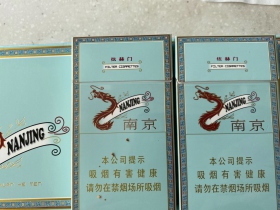 炫赫门
FILTER CIGARETTES
NANJING
南京
本公司提示
吸烟有害健康
请勿在禁烟场所吸烟
炫赫门
FILTER CIGARETTES
NANJING
南京
本公司提示
吸烟有害健康
请勿在禁烟场所吸烟
NANJING